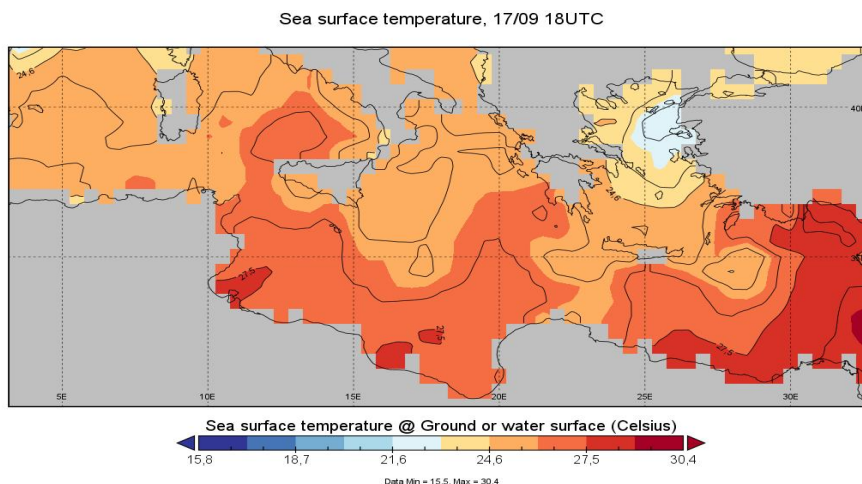 Sea surface temperature, 17/09 18UTC
24,6
40
24,6
27,5
27,5
27,5
5E
10E
15E
20E
25E
30E
Sea surface temperature @ Ground or water surface (Celsius)
15,8 18,7 21,6 24,6 27,5 30,4
Data Min = 15,5, Max = 30,4